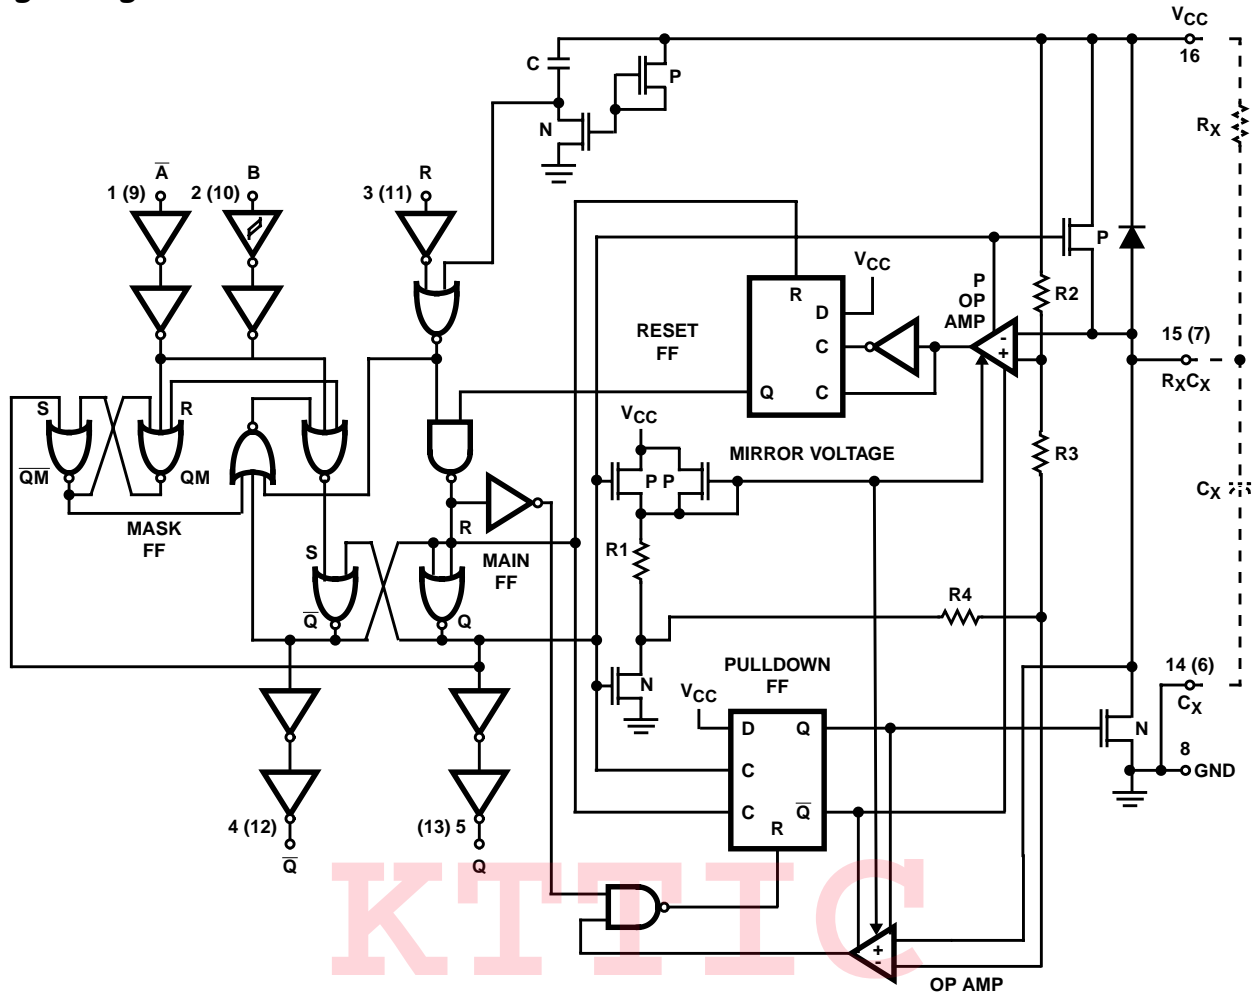 VCC
16
C
P
N
RX
A
B
R
1 (9)
2 (10)
3 (11)
VCC
P
P
OP
AMP
R2
R
D
C
C
Q
RESET
FF
-
+
15 (7)
RXCX
S
R
QM
QM
MASK
FF
VCC
MIRROR VOLTAGE
P P
R3
CX
R
S
MAIN
FF
R1
Q
Q
R4
PULLDOWN
FF
N
VCC
14 (6)
CX
D
Q
C
C
Q
R
N
8
GND
4 (12)
(13) 5
Q
Q
KTTIC
+
-
OP AMP